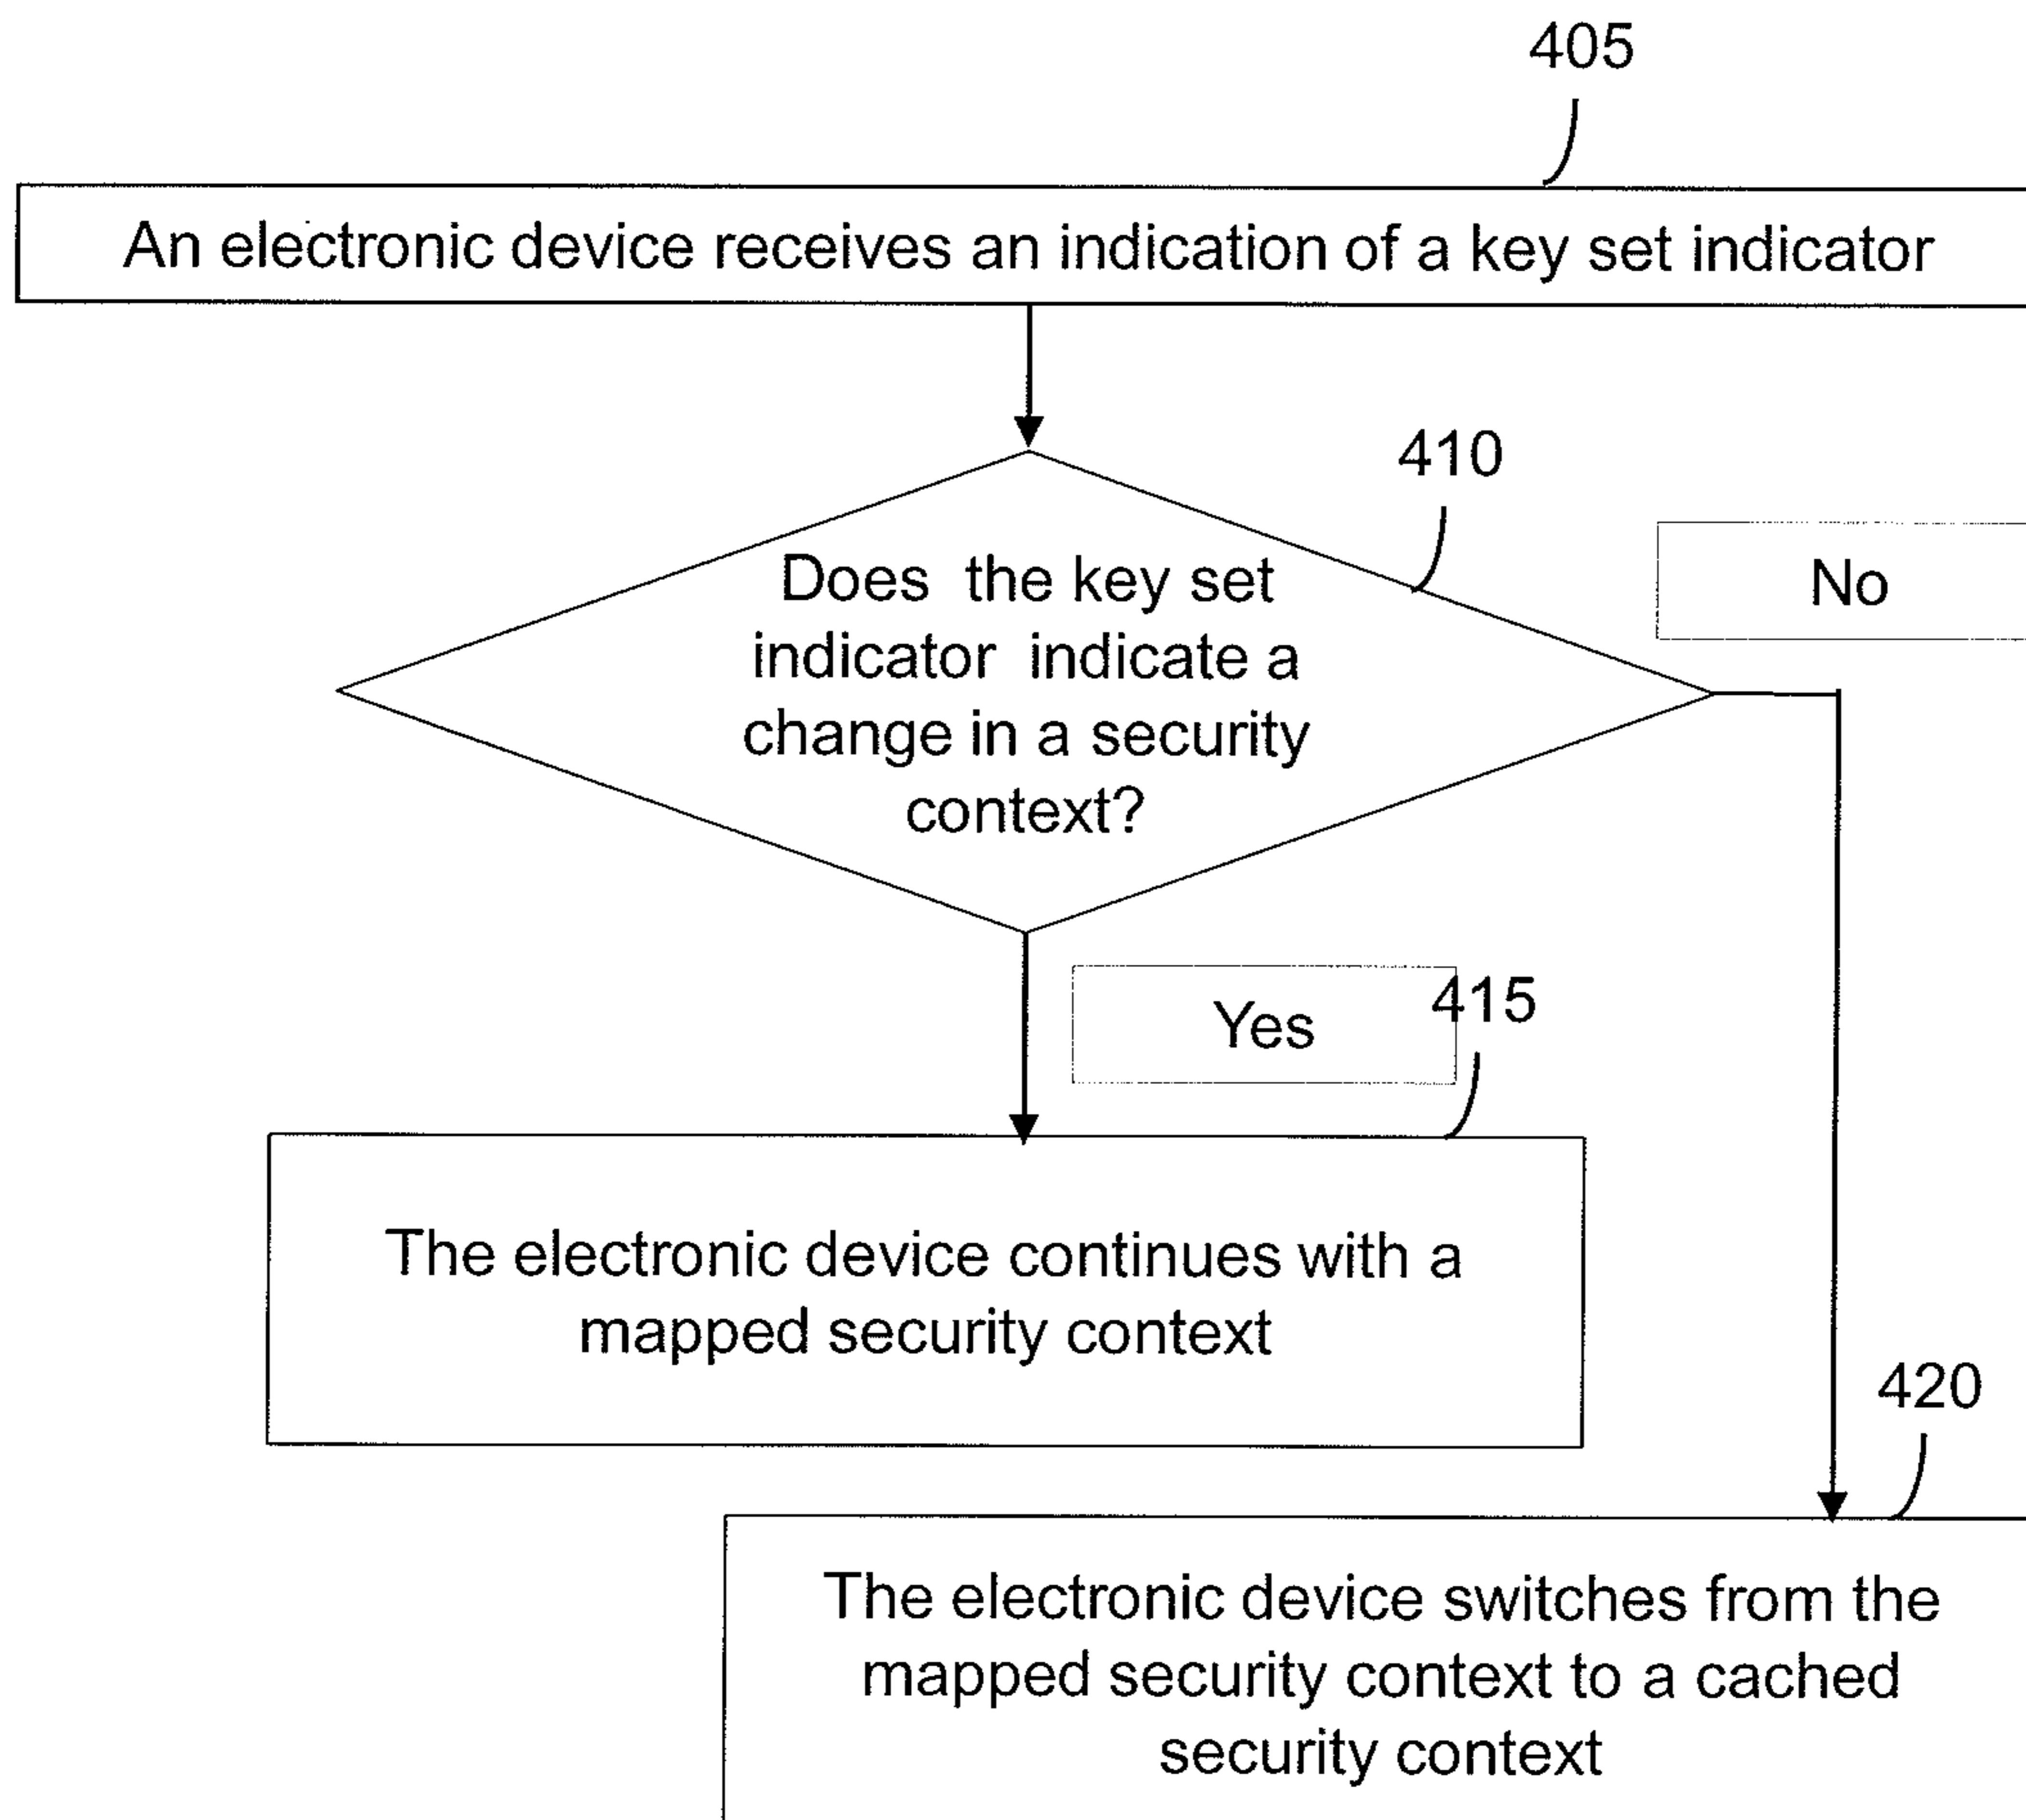 405
An electronic device receives an indication of a key set indicator
410
Does the key set
indicator indicate a
change in a security
context?
No
Yes
415
The electronic device continues with a
mapped security context
420
The electronic device switches from the
mapped security context to a cached
security context